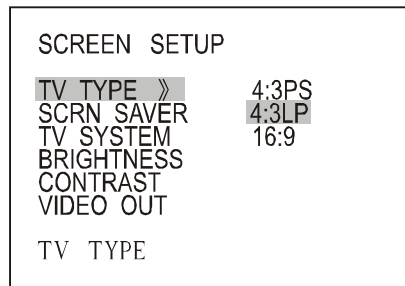 SCREEN SETUP
TV TYPE 》 4:3PS
SCRN SAVER 4:3LP
TV SYSTEM 16:9
BRIGHTNESS
CONTRAST
VIDEO OUT
TV TYPE